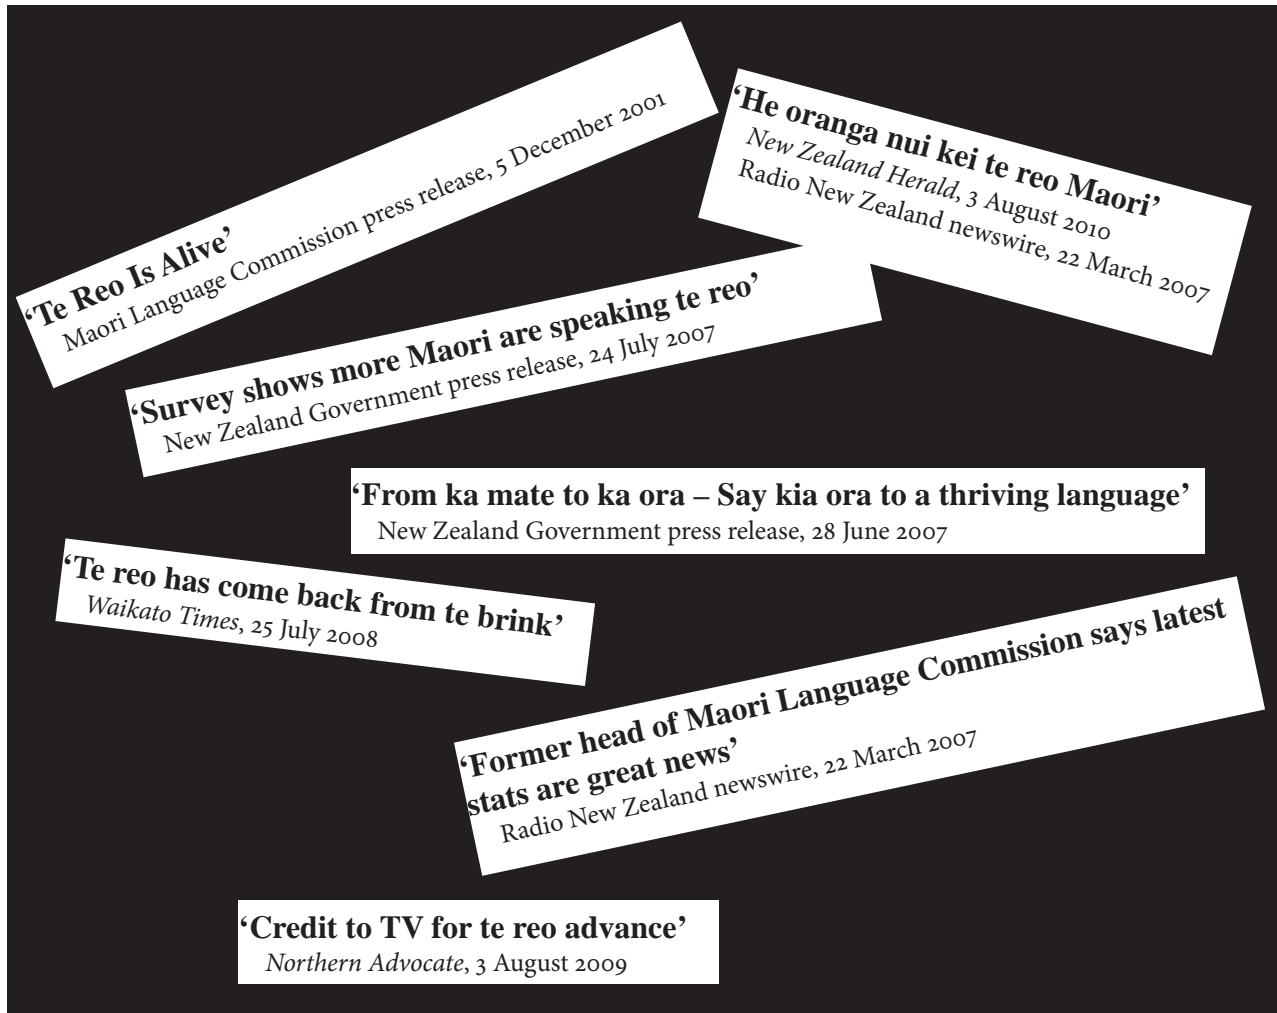 ‘Te Reo Is Alive’
Maori Language Commission press release, 5 December 2001
‘He oranga nui kei te reo Maori’
New Zealand Herald, 3 August 2010
Radio New Zealand newswire, 22 March 2007
‘Survey shows more Maori are speaking te reo’
New Zealand Government press release, 24 July 2007
‘From ka mate to ka ora – Say kia ora to a thriving language’
New Zealand Government press release, 28 June 2007
‘Te reo has come back from te brink’
Waikato Times, 25 July 2008
‘Former head of Maori Language Commission says latest
stats are great news’
Radio New Zealand newswire, 22 March 2007
‘Credit to TV for te reo advance’
Northern Advocate, 3 August 2009